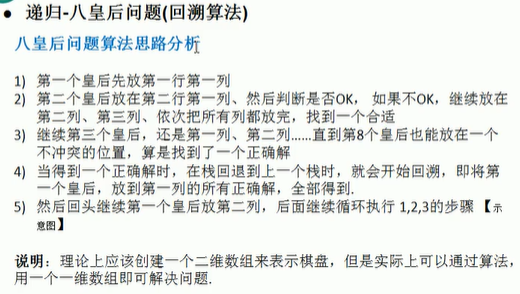 ● 递归-八皇后问题(回溯算法)
八皇后问题算法思路分析
1) 第一个皇后先放第一行第一列
2) 第二个皇后放在第二行第一列、然后判断是否OK， 如果不OK，继续放在
第二列、第三列、依次把所有列都放完，找到一个合适
3) 继续第三个皇后，还是第一列、第二列……直到第8个皇后也能放在一个
不冲突的位置，算是找到了一个正确解
4) 当得到一个正确解时，在栈回退到上一个栈时，就会开始回溯，即将第
一个皇后，放到第一列的所有正确解，全部得到.
5) 然后回头继续第一个皇后放第二列，后面继续循环执行 1,2,3的步骤 【示
意图】
说明：理论上应该创建一个二维数组来表示棋盘，但是实际上可以通过算法，
用一个一维数组即可解决问题.